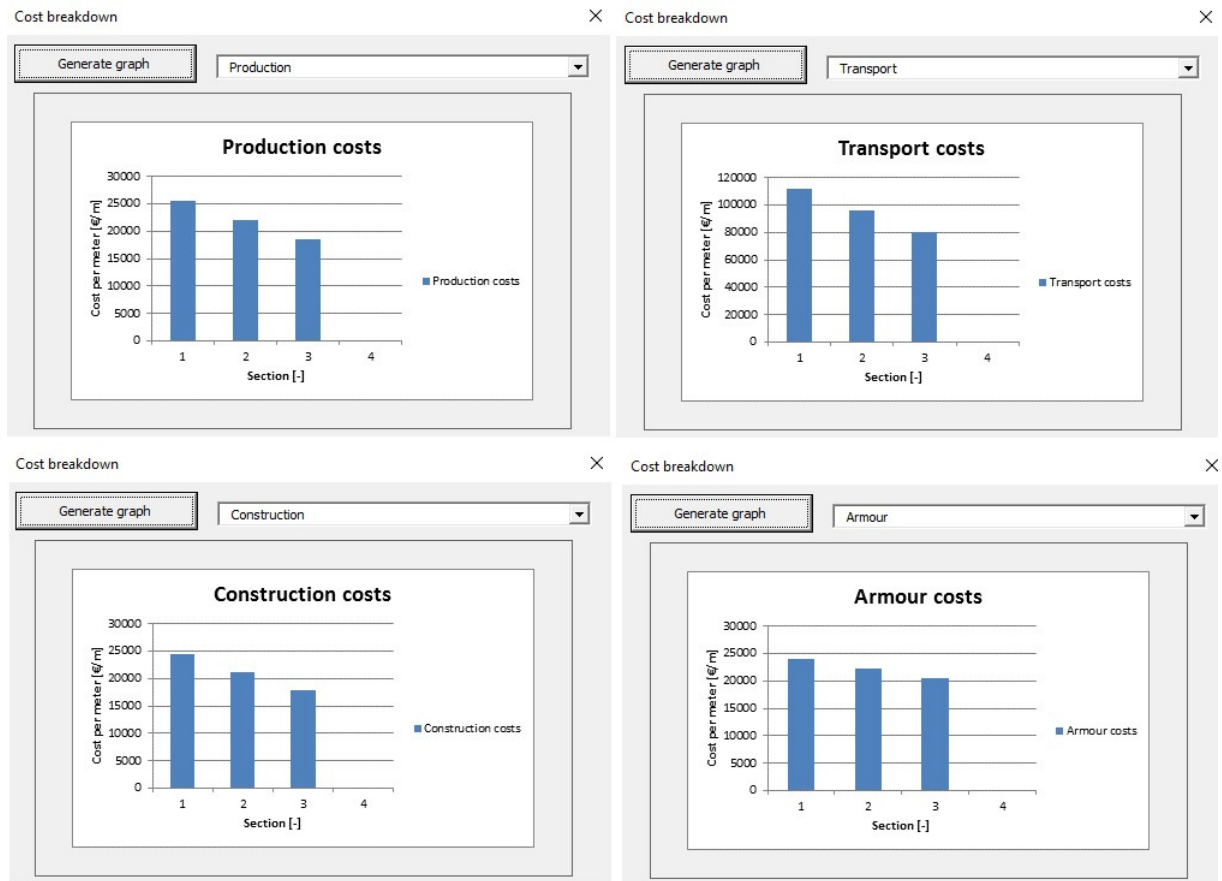 Cost breakdown
Generate graph
Production
Production costs
30000
25000
20000
15000
10000
5000
0
Cost per meter [€/m]
1 2 3 4
Section [-]
Production costs
Cost breakdown
Generate graph
Transport
Transport costs
120000
100000
80000
60000
40000
20000
0
Cost per meter [€/m]
1 2 3 4
Section [-]
Transport costs
Cost breakdown
Generate graph
Construction
Construction costs
30000
25000
20000
15000
10000
5000
0
Cost per meter [€/m]
1 2 3 4
Section [-]
Construction costs
Cost breakdown
Generate graph
Armour
Armour costs
30000
25000
20000
15000
10000
5000
0
Cost per meter [€/m]
1 2 3 4
Section [-]
Armour costs